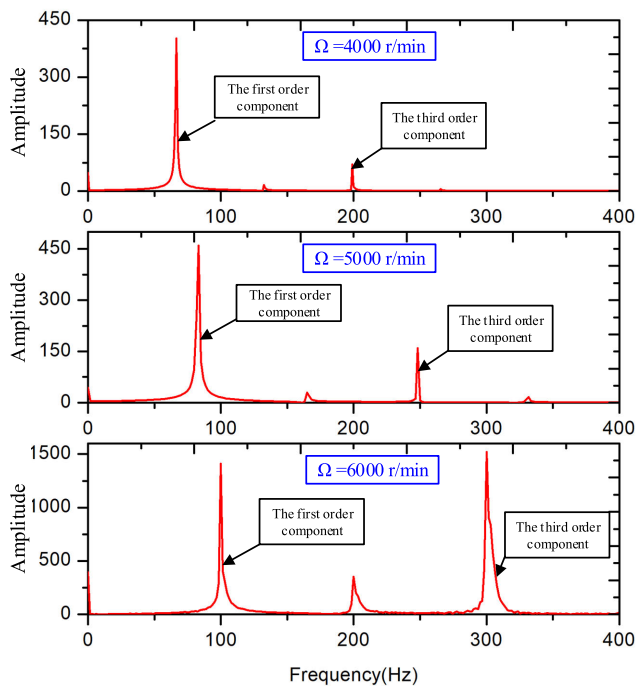 450
Ω =4000 r/min
300
The first order
component
The third order
component
150
0
Amplitude
0
100
200
300
400
450
Ω =5000 r/min
300
The first order
component
The third order
component
150
0
Amplitude
0
100
200
300
400
1500
Ω =6000 r/min
1000
The first order
component
The third order
component
500
0
Amplitude
0
100
200
300
400
Frequency(Hz)